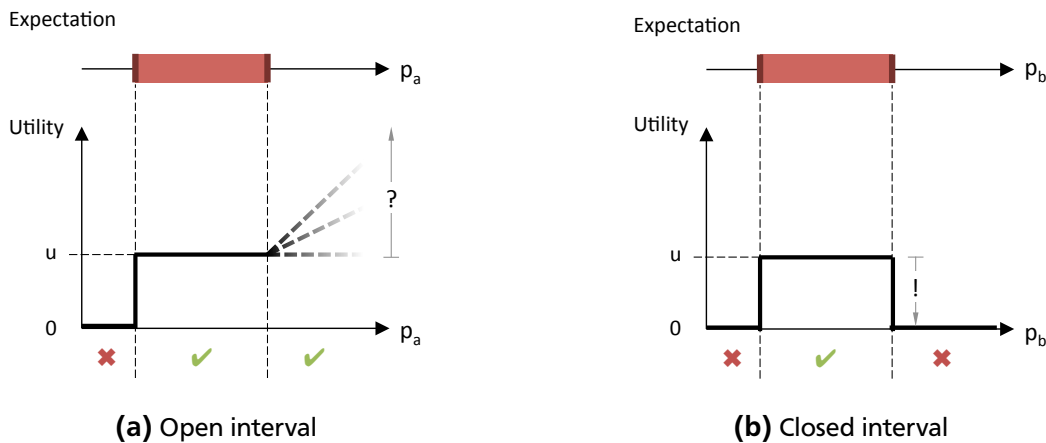 Expectation
p_a
Utility
?
u
0
p_a
(a) Open interval
Expectation
p_b
Utility
u
!
0
p_b
(b) Closed interval